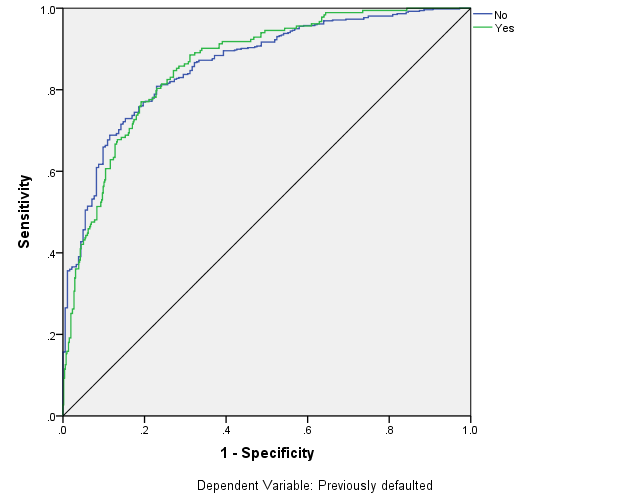 No
Yes
1.0
.8
.6
.4
.2
.0
Sensitivity
.0 .2 .4 .6 .8 1.0
1 - Specificity
Dependent Variable: Previously defaulted